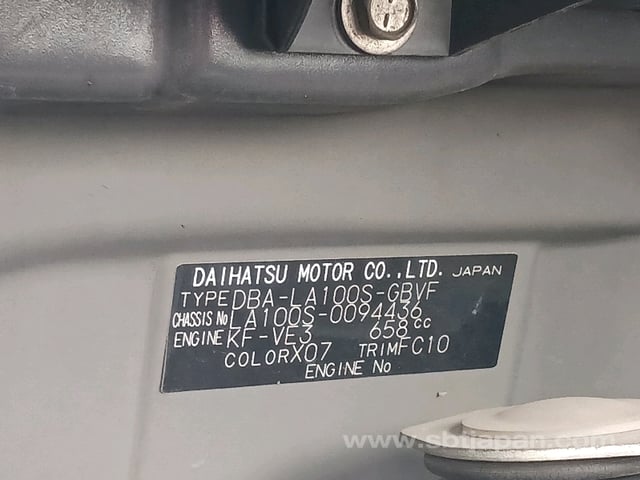 DAIHATSU MOTOR CO.,LTD. JAPAN
TYPE DBA-LA100S-GBVF
CHASSIS No LA100S-0094436
ENGINE KF-VE3 658cc
COLOR X07 TRIM FC10
ENGINE No
www.sbtjapan.com